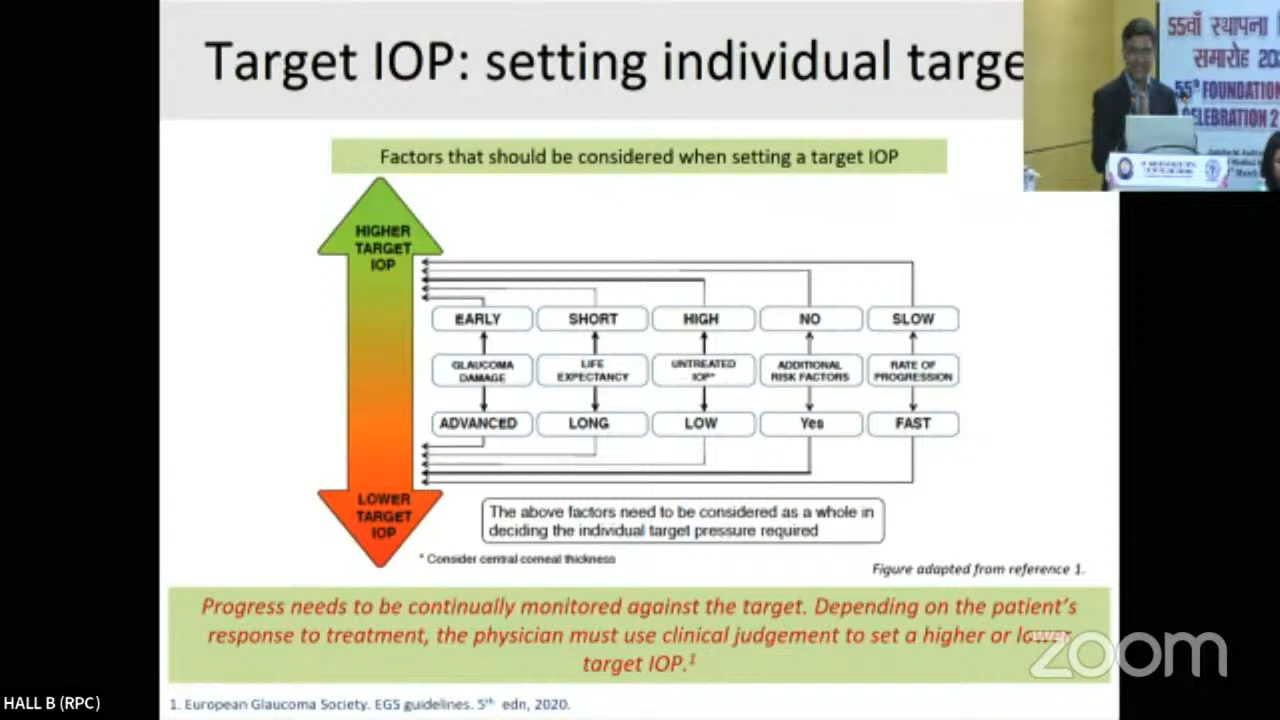 Target IOP: setting individual targe
Factors that should be considered when setting a target IOP
HIGHER
TARGET
IOP
EARLY SHORT HIGH NO SLOW
GLAUCOMA
DAMAGE
LIFE
EXPECTANCY
UNTREATED
IOP*
ADDITIONAL
RISK FACTORS
RATE OF
PROGRESSION
ADVANCED LONG LOW Yes FAST
LOWER
TARGET
IOP
The above factors need to be considered as a whole in
deciding the individual target pressure required
* Consider central corneal thickness
Figure adapted from reference 1.
Progress needs to be continually monitored against the target. Depending on the patient's
response to treatment, the physician must use clinical judgement to set a higher or lower
target IOP.1
1. European Glaucoma Society. EGS guidelines. 5th edn, 2020.
55वाँ स्थापना
समारोह 20
55th FOUNDATION
ELEBRATION 2
zoom
HALL B (RPC)